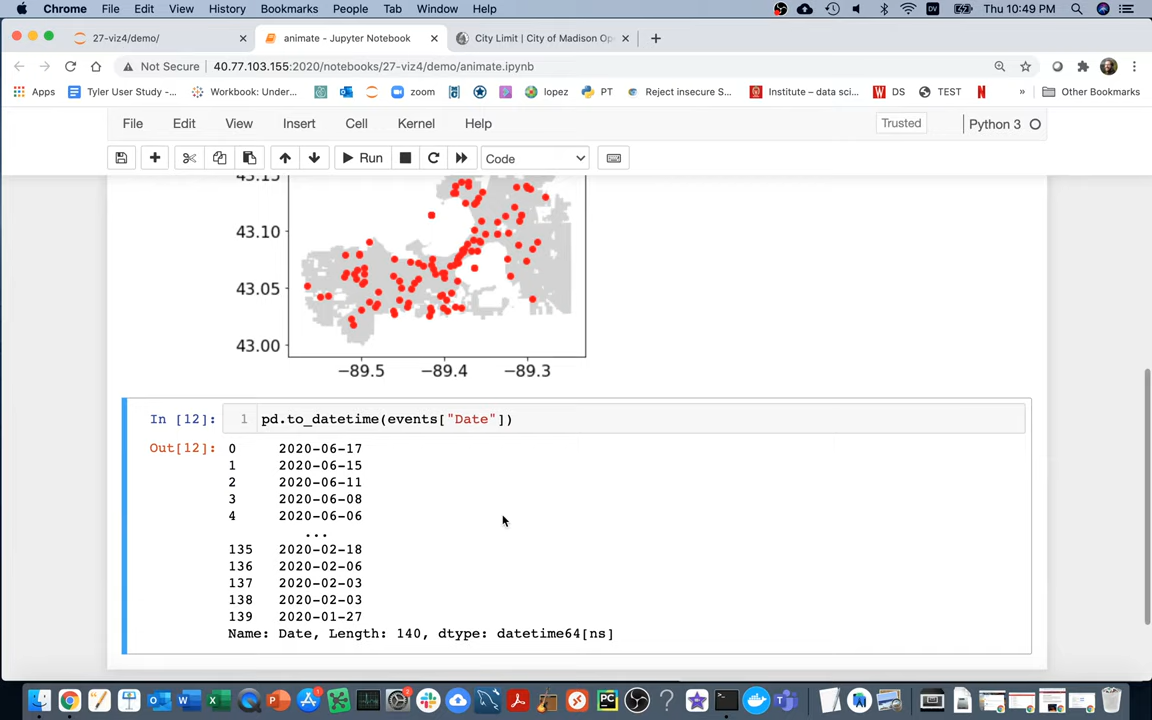 Chrome File Edit View History Bookmarks People Tab Window Help Thu 10:49 PM
27-viz4/demo/ animate - Jupyter Notebook City Limit | City of Madison Op
Not Secure 40.77.103.155:2020/notebooks/27-viz4/demo/animate.ipynb
Apps Tyler User Study -... Workbook: Under... zoom lopez PT Reject insecure S... Institute – data sci... DS TEST » Other Bookmarks
File Edit View Insert Cell Kernel Help Trusted Python 3
Run Code
43.15
43.10
43.05
43.00
−89.5 −89.4 −89.3
In [12]: 1 pd.to_datetime(events["Date"])
Out[12]: 0 2020-06-17
1 2020-06-15
2 2020-06-11
3 2020-06-08
4 2020-06-06
...
135 2020-02-18
136 2020-02-06
137 2020-02-03
138 2020-02-03
139 2020-01-27
Name: Date, Length: 140, dtype: datetime64[ns]